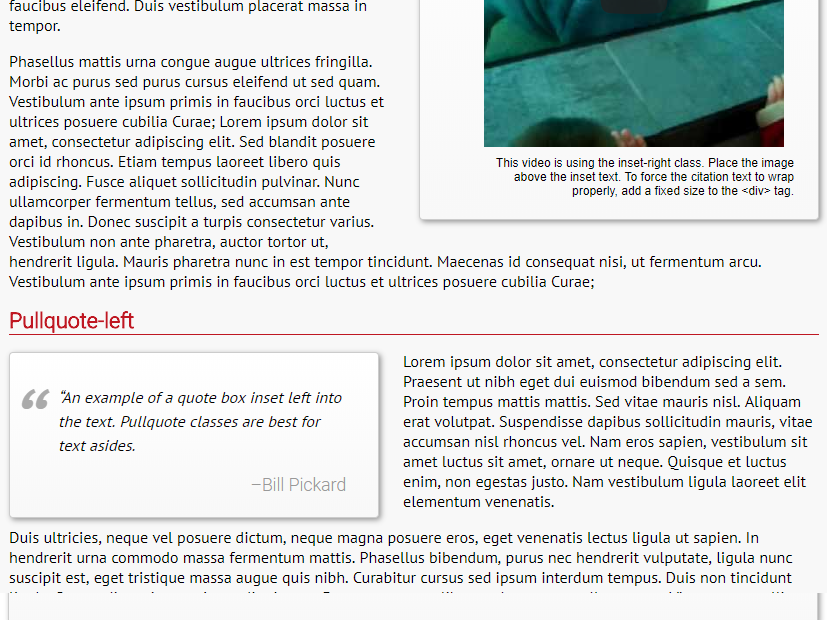 faucibus eleifend. Duis vestibulum placerat massa in
tempor.
Phasellus mattis urna congue augue ultrices fringilla.
Morbi ac purus sed purus cursus eleifend ut sed quam.
Vestibulum ante ipsum primis in faucibus orci luctus et
ultrices posuere cubilia Curae; Lorem ipsum dolor sit
amet, consectetur adipiscing elit. Sed blandit posuere
orci id rhoncus. Etiam tempus laoreet libero quis
adipiscing. Fusce aliquet sollicitudin pulvinar. Nunc
ullamcorper fermentum tellus, sed accumsan ante
dapibus in. Donec suscipit a turpis consectetur varius.
Vestibulum non ante pharetra, auctor tortor ut,
hendrerit ligula. Mauris pharetra nunc in est tempor tincidunt. Maecenas id consequat nisi, ut fermentum arcu.
Vestibulum ante ipsum primis in faucibus orci luctus et ultrices posuere cubilia Curae;
This video is using the inset-right class. Place the image
above the inset text. To force the citation text to wrap
properly, add a fixed size to the <div> tag.
Pullquote-left
“An example of a quote box inset left into
the text. Pullquote classes are best for
text asides.
–Bill Pickard
Lorem ipsum dolor sit amet, consectetur adipiscing elit.
Praesent ut nibh eget dui euismod bibendum sed a sem.
Proin tempus mattis mattis. Sed vitae mauris nisl. Aliquam
erat volutpat. Suspendisse dapibus sollicitudin mauris, vitae
accumsan nisl rhoncus vel. Nam eros sapien, vestibulum sit
amet luctus sit amet, ornare ut neque. Quisque et luctus
enim, non egestas justo. Nam vestibulum ligula laoreet elit
elementum venenatis.
Duis ultricies, neque vel posuere dictum, neque magna posuere eros, eget venenatis lectus ligula ut sapien. In
hendrerit urna commodo massa fermentum mattis. Phasellus bibendum, purus nec hendrerit vulputate, ligula nunc
suscipit est, eget tristique massa augue quis nibh. Curabitur cursus sed ipsum interdum tempus. Duis non tincidunt